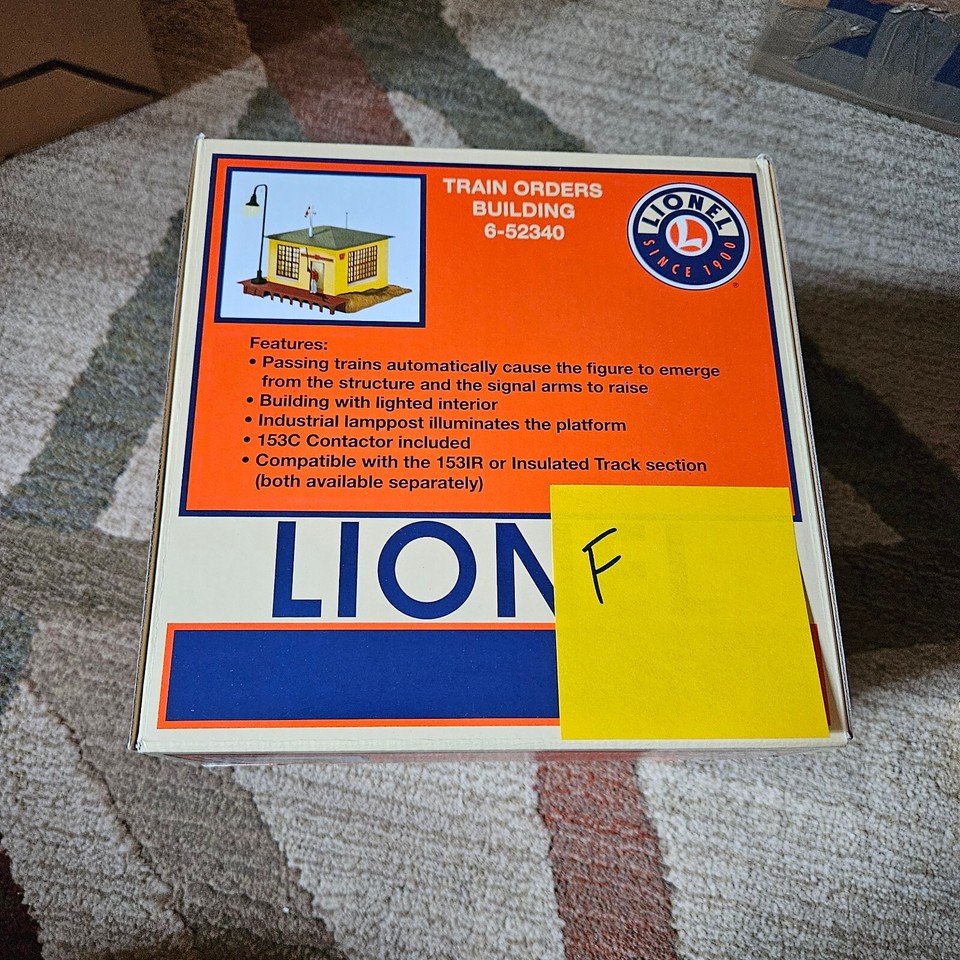 TRAIN ORDERS
BUILDING
6-52340
LIONEL
L
SINCE 1900
®
Features:
• Passing trains automatically cause the figure to emerge
from the structure and the signal arms to raise
• Building with lighted interior
• Industrial lamppost illuminates the platform
• 153C Contactor included
• Compatible with the 153IR or Insulated Track section
(both available separately)
LIONEL
F